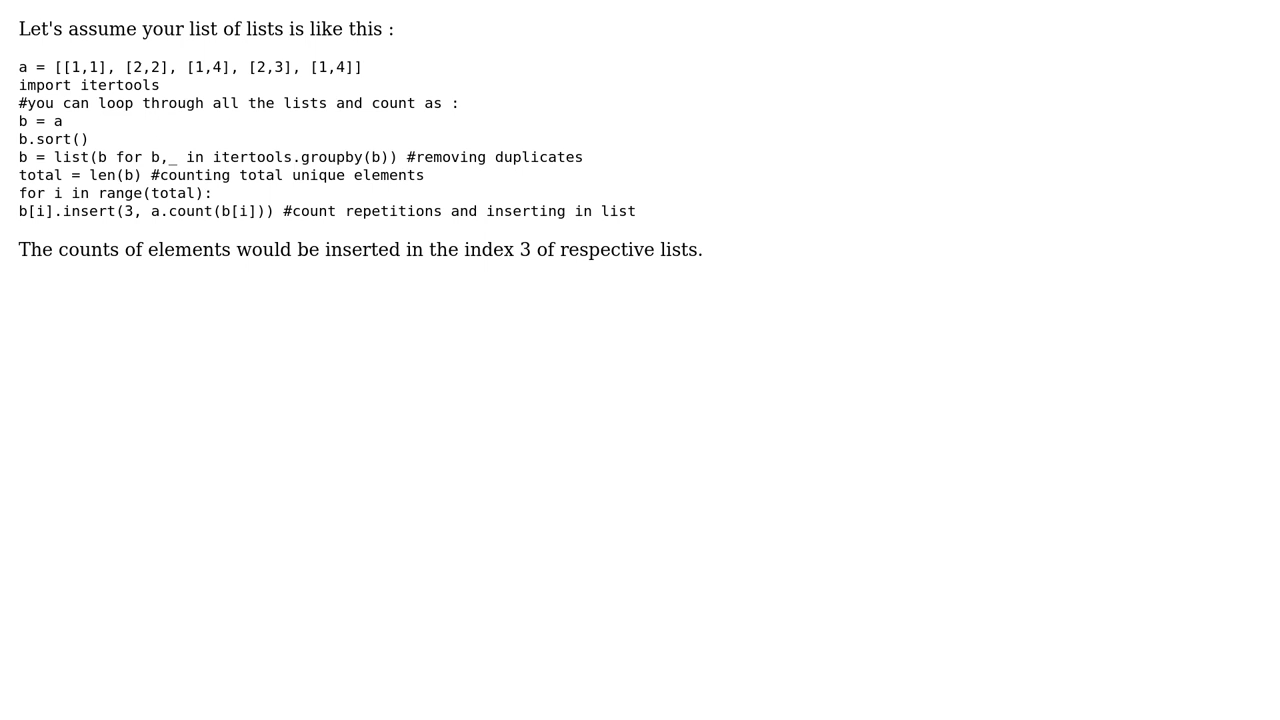 Let's assume your list of lists is like this :
a = [[1,1], [2,2], [1,4], [2,3], [1,4]]
import itertools
#you can loop through all the lists and count as :
b = a
b.sort()
b = list(b for b,_ in itertools.groupby(b)) #removing duplicates
total = len(b) #counting total unique elements
for i in range(total):
b[i].insert(3, a.count(b[i])) #count repetitions and inserting in list
The counts of elements would be inserted in the index 3 of respective lists.